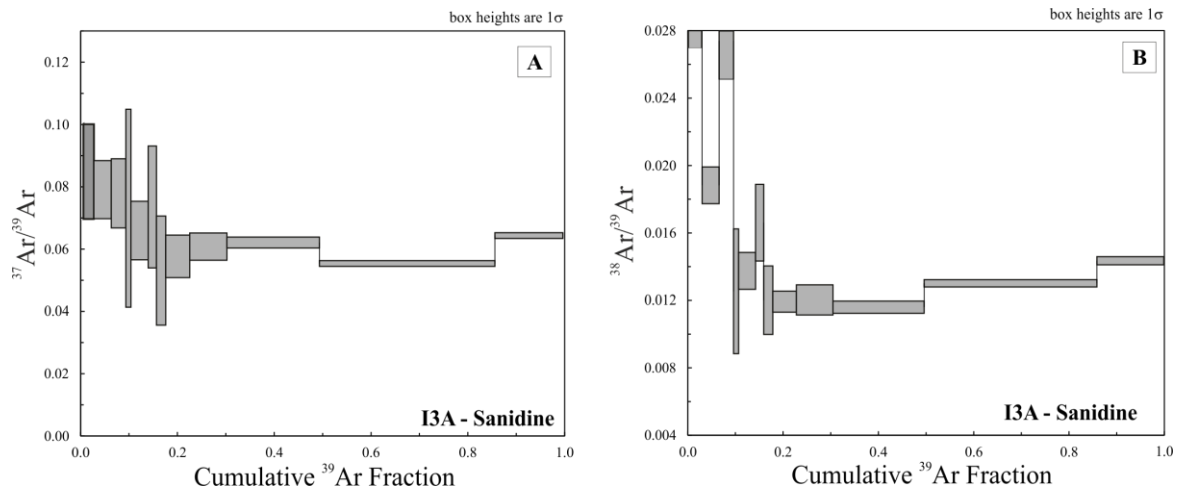 box heights are 1σ
A
0.12
0.10
0.08
0.06
0.04
0.02
0.00
³⁷Ar/³⁹Ar
I3A - Sanidine
0.0 0.2 0.4 0.6 0.8 1.0
Cumulative ³⁹Ar Fraction
box heights are 1σ
B
0.028
0.024
0.020
0.016
0.012
0.008
0.004
³⁸Ar/³⁹Ar
I3A - Sanidine
0.0 0.2 0.4 0.6 0.8 1.0
Cumulative ³⁹Ar Fraction